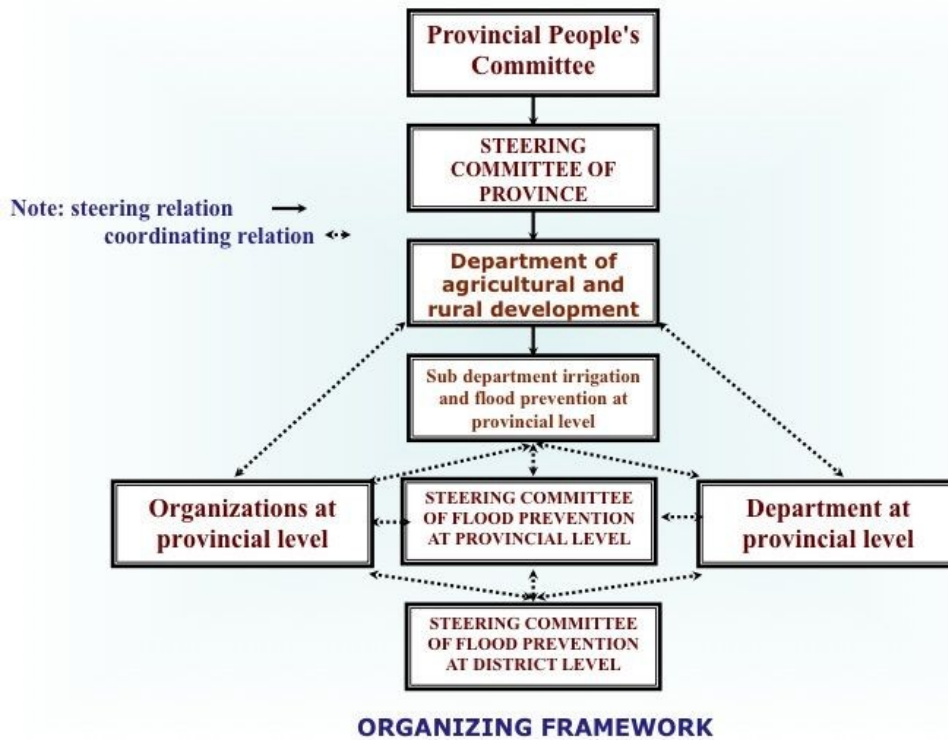 Provincial People's
Committee
STEERING
COMMITTEE OF
PROVINCE
Note: steering relation
coordinating relation
Department of
agricultural and
rural development
Sub department irrigation
and flood prevention at
provincial level
Organizations at
provincial level
STEERING COMMITTEE
OF FLOOD PREVENTION
AT PROVINCIAL LEVEL
Department at
provincial level
STEERING COMMITTEE
OF FLOOD PREVENTION
AT DISTRICT LEVEL
ORGANIZING FRAMEWORK